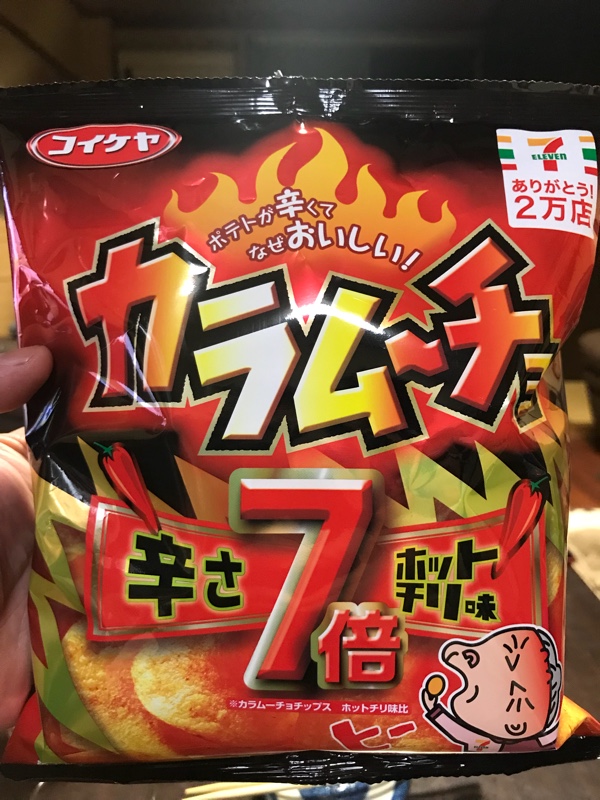 コイケヤ
7
ELEVEN
ありがとう!
2万店
ポテトが辛くて
なぜおいしい!
カラムーチョ
辛さ
7倍
ホット
チリ味
※カラムーチョチップス ホットチリ味比
ヒー